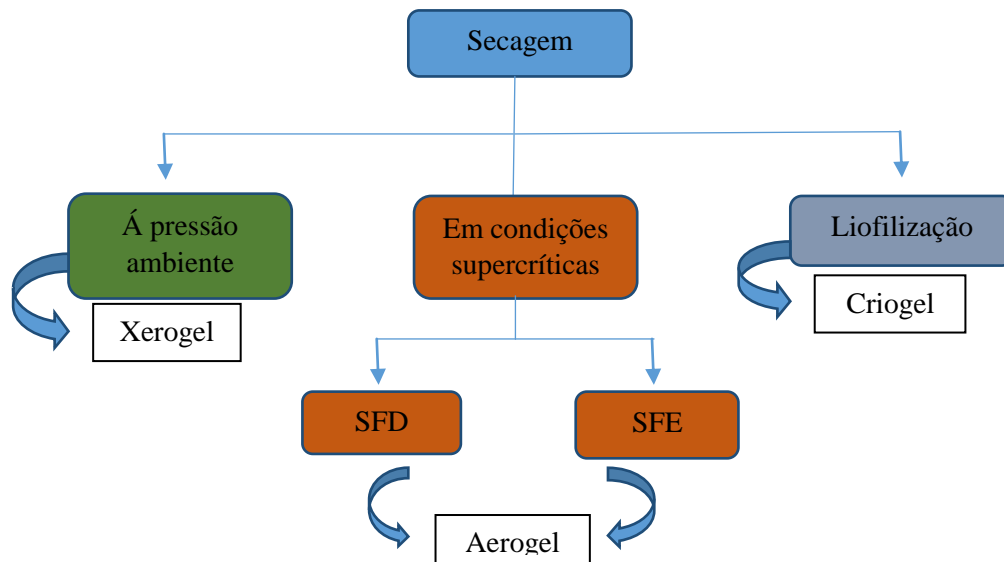 Secagem
Á pressão
ambiente
Em condições
supercríticas
Liofilização
Xerogel
Criogel
SFD
SFE
Aerogel